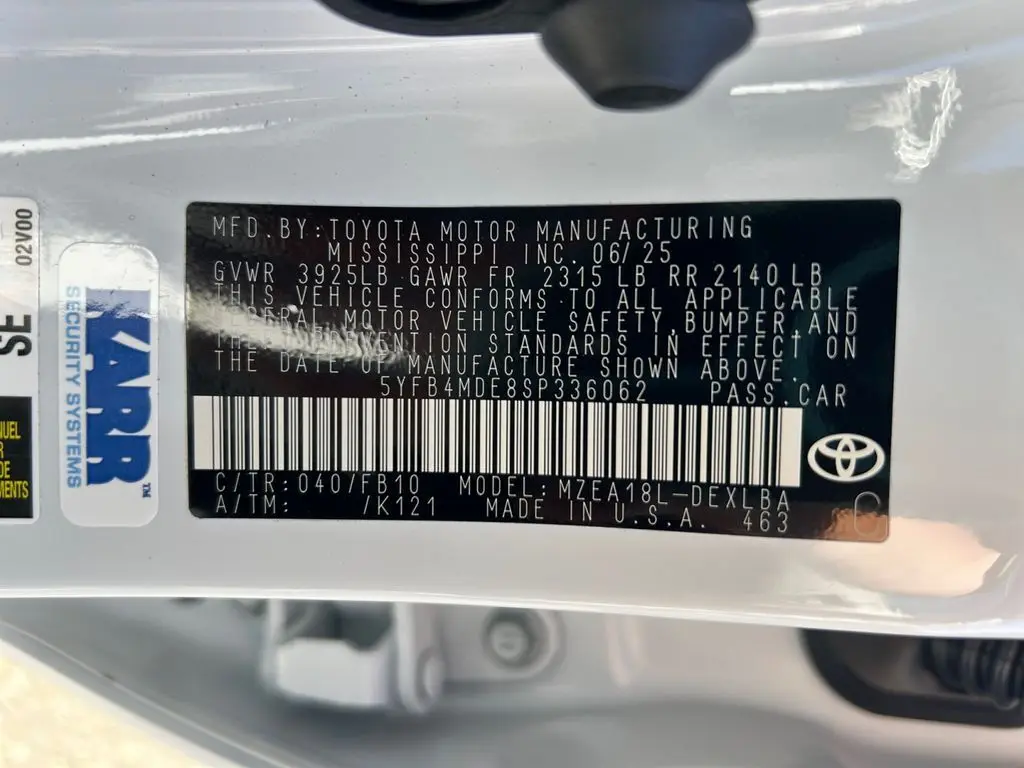 MFD.BY:TOYOTA MOTOR MANUFACTURING
MISSISSIPPI INC. 06/25
GVWR 3925LB GAWR FR 2315 LB RR 2140 LB
THIS VEHICLE CONFORMS TO ALL APPLICABLE
MOTOR VEHICLE SAFETY,BUMPER,AND
STANDARDS IN EFFECT ON
THE DATE OF MANUFACTURE SHOWN ABOVE.
5YFB4MDE8SP336062 PASS.CAR
C/TR: 040/FB10 MODEL: MZEA18L-DEXLBA
A/TM: /K121 MADE IN U.S.A. 463
C
KARR™
SECURITY SYSTEMS
02V00
SE